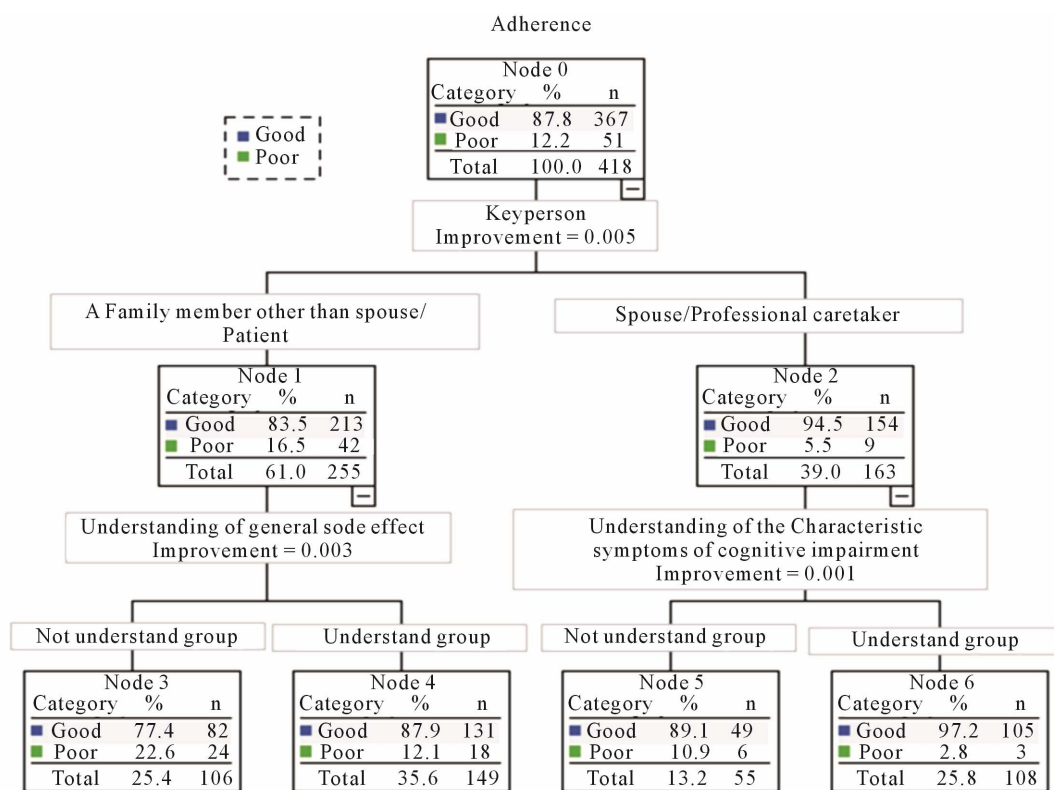 Adherence
Node 0
Category % n
Good 87.8 367
Poor 12.2 51
Total 100.0 418
Good
Poor
Keyperson
Improvement = 0.005
A Family member other than spouse/
Patient
Spouse/Professional caretaker
Node 1
Category % n
Good 83.5 213
Poor 16.5 42
Total 61.0 255
Node 2
Category % n
Good 94.5 154
Poor 5.5 9
Total 39.0 163
Understanding of general sode effect
Improvement = 0.003
Understanding of the Characteristic
symptoms of cognitive impairment
Improvement = 0.001
Not understand group
Understand group
Not understand group
Understand group
Node 3
Category % n
Good 77.4 82
Poor 22.6 24
Total 25.4 106
Node 4
Category % n
Good 87.9 131
Poor 12.1 18
Total 35.6 149
Node 5
Category % n
Good 89.1 49
Poor 10.9 6
Total 13.2 55
Node 6
Category % n
Good 97.2 105
Poor 2.8 3
Total 25.8 108